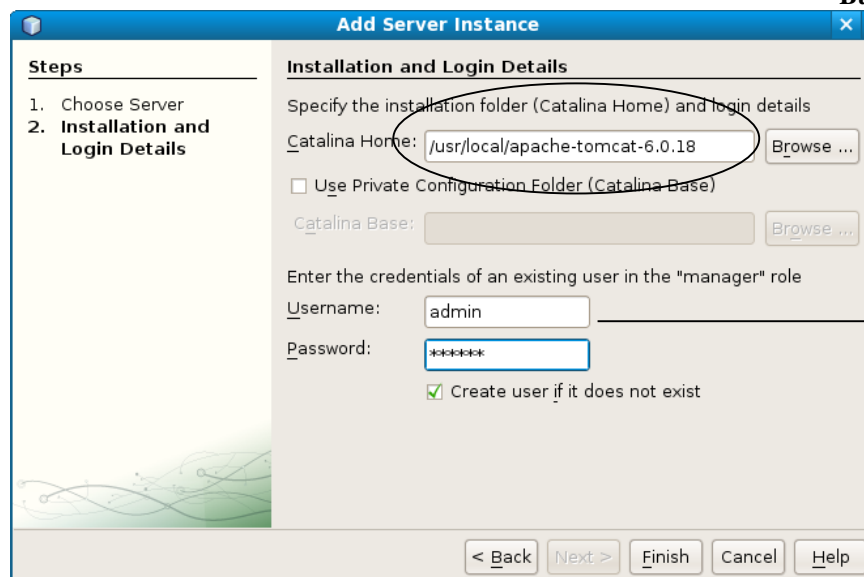 Add Server Instance
Steps
1. Choose Server
2. Installation and
Login Details
Installation and Login Details
Specify the installation folder (Catalina Home) and login details
Catalina Home: /usr/local/apache-tomcat-6.0.18 Browse ...
Use Private Configuration Folder (Catalina Base)
Catalina Base: Browse ...
Enter the credentials of an existing user in the "manager" role
Username: admin
Password: ******
Create user if it does not exist
< Back Next > Finish Cancel Help